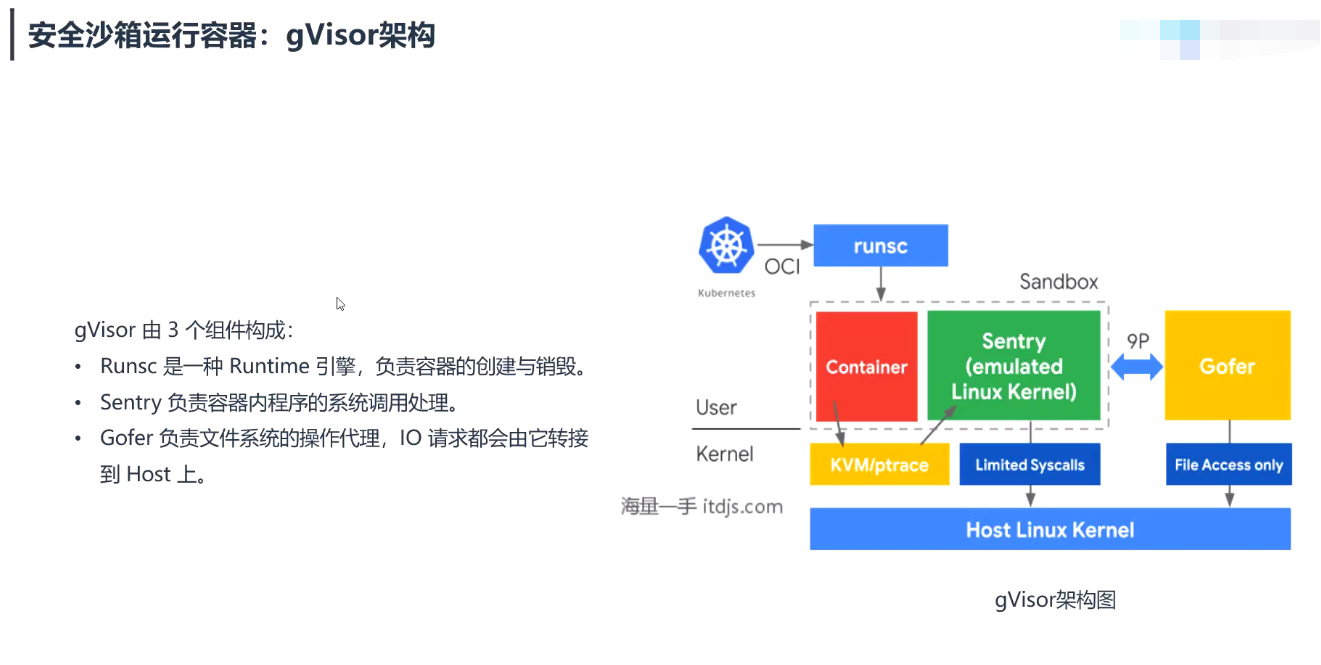 安全沙箱运行容器：gVisor架构
gVisor 由 3 个组件构成：
• Runsc 是一种 Runtime 引擎，负责容器的创建与销毁。
• Sentry 负责容器内程序的系统调用处理。
• Gofer 负责文件系统的操作代理，IO 请求都会由它转接
到 Host 上。
Kubernetes
OCI
runsc
Sandbox
Container
Sentry
(emulated
Linux Kernel)
9P
Gofer
User
Kernel
KVM/ptrace
Limited Syscalls
File Access only
海量一手 itdjs.com
Host Linux Kernel
gVisor架构图